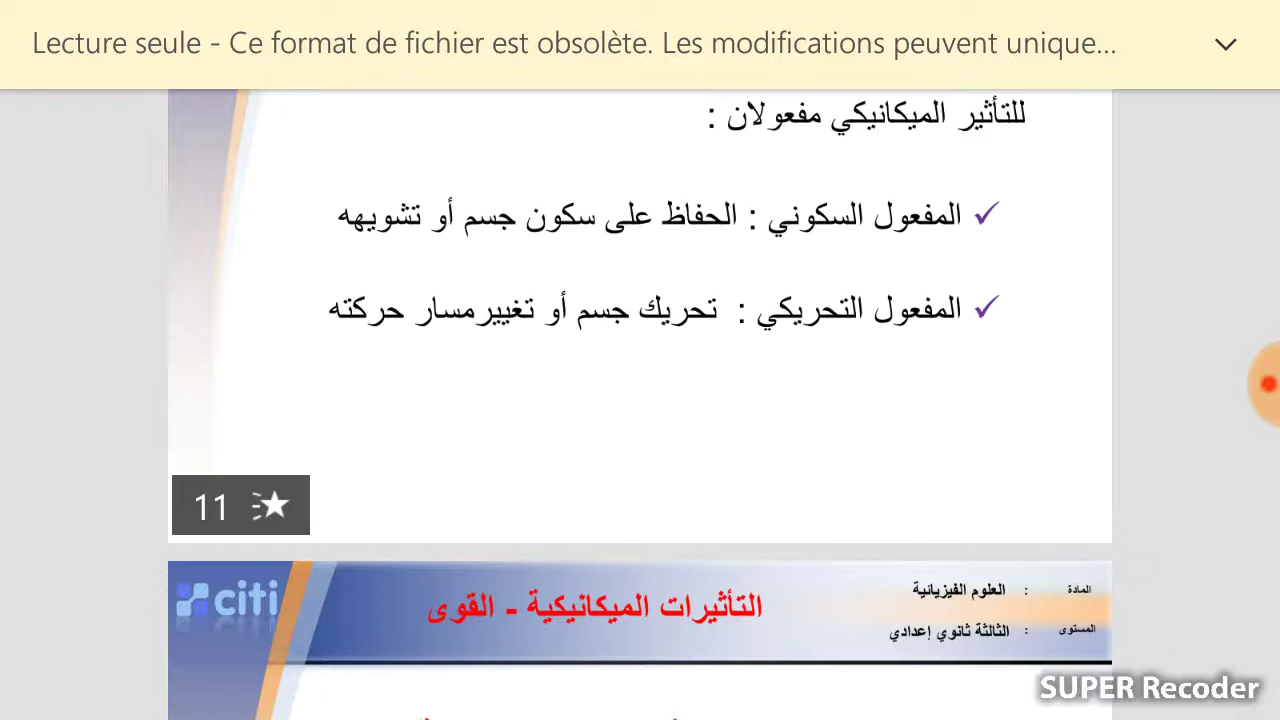 Lecture seule - Ce format de fichier est obsolète. Les modifications peuvent unique...
للتأثير الميكانيكي مفعولان :
المفعول السكوني : الحفاظ على سكون جسم أو تشويهه
المفعول التحريكي : تحريك جسم أو تغييرمسار حركته
11
citi
التأثيرات الميكانيكية - القوى
المادة : العلوم الفيزيائية
المستوى : الثالثة ثانوي إعدادي
SUPER Recoder